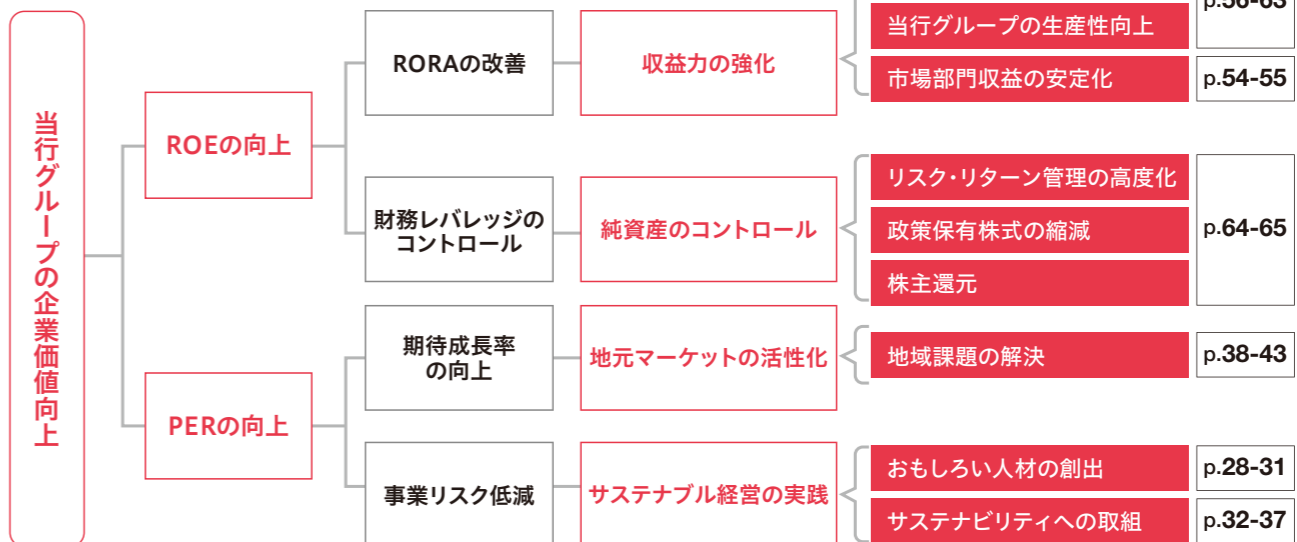 当行グループの企業価値向上
ROEの向上
RORAの改善
収益力の強化
当行グループの生産性向上
p.56-63
市場部門収益の安定化
p.54-55
財務レバレッジの
コントロール
純資産のコントロール
リスク・リターン管理の高度化
政策保有株式の縮減
株主還元
p.64-65
PERの向上
期待成長率
の向上
地元マーケットの活性化
地域課題の解決
p.38-43
事業リスク低減
サステナブル経営の実践
おもしろい人材の創出
p.28-31
サステナビリティへの取組
p.32-37